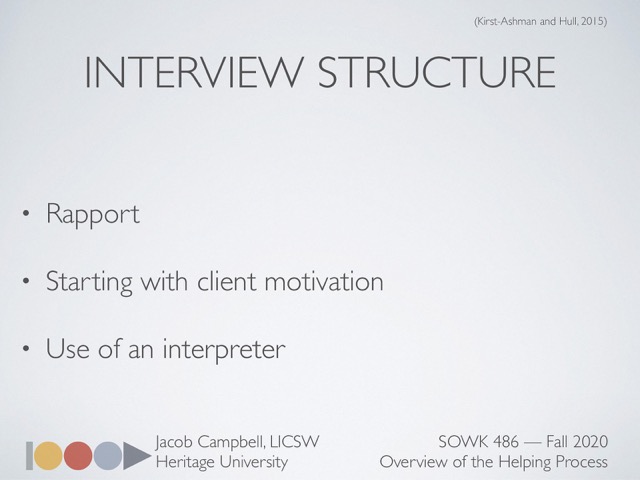 (Kirst-Ashman and Hull, 2015)
INTERVIEW STRUCTURE
• Rapport
• Starting with client motivation
• Use of an interpreter
Jacob Campbell, LICSW
Heritage University
SOWK 486 — Fall 2020
Overview of the Helping Process